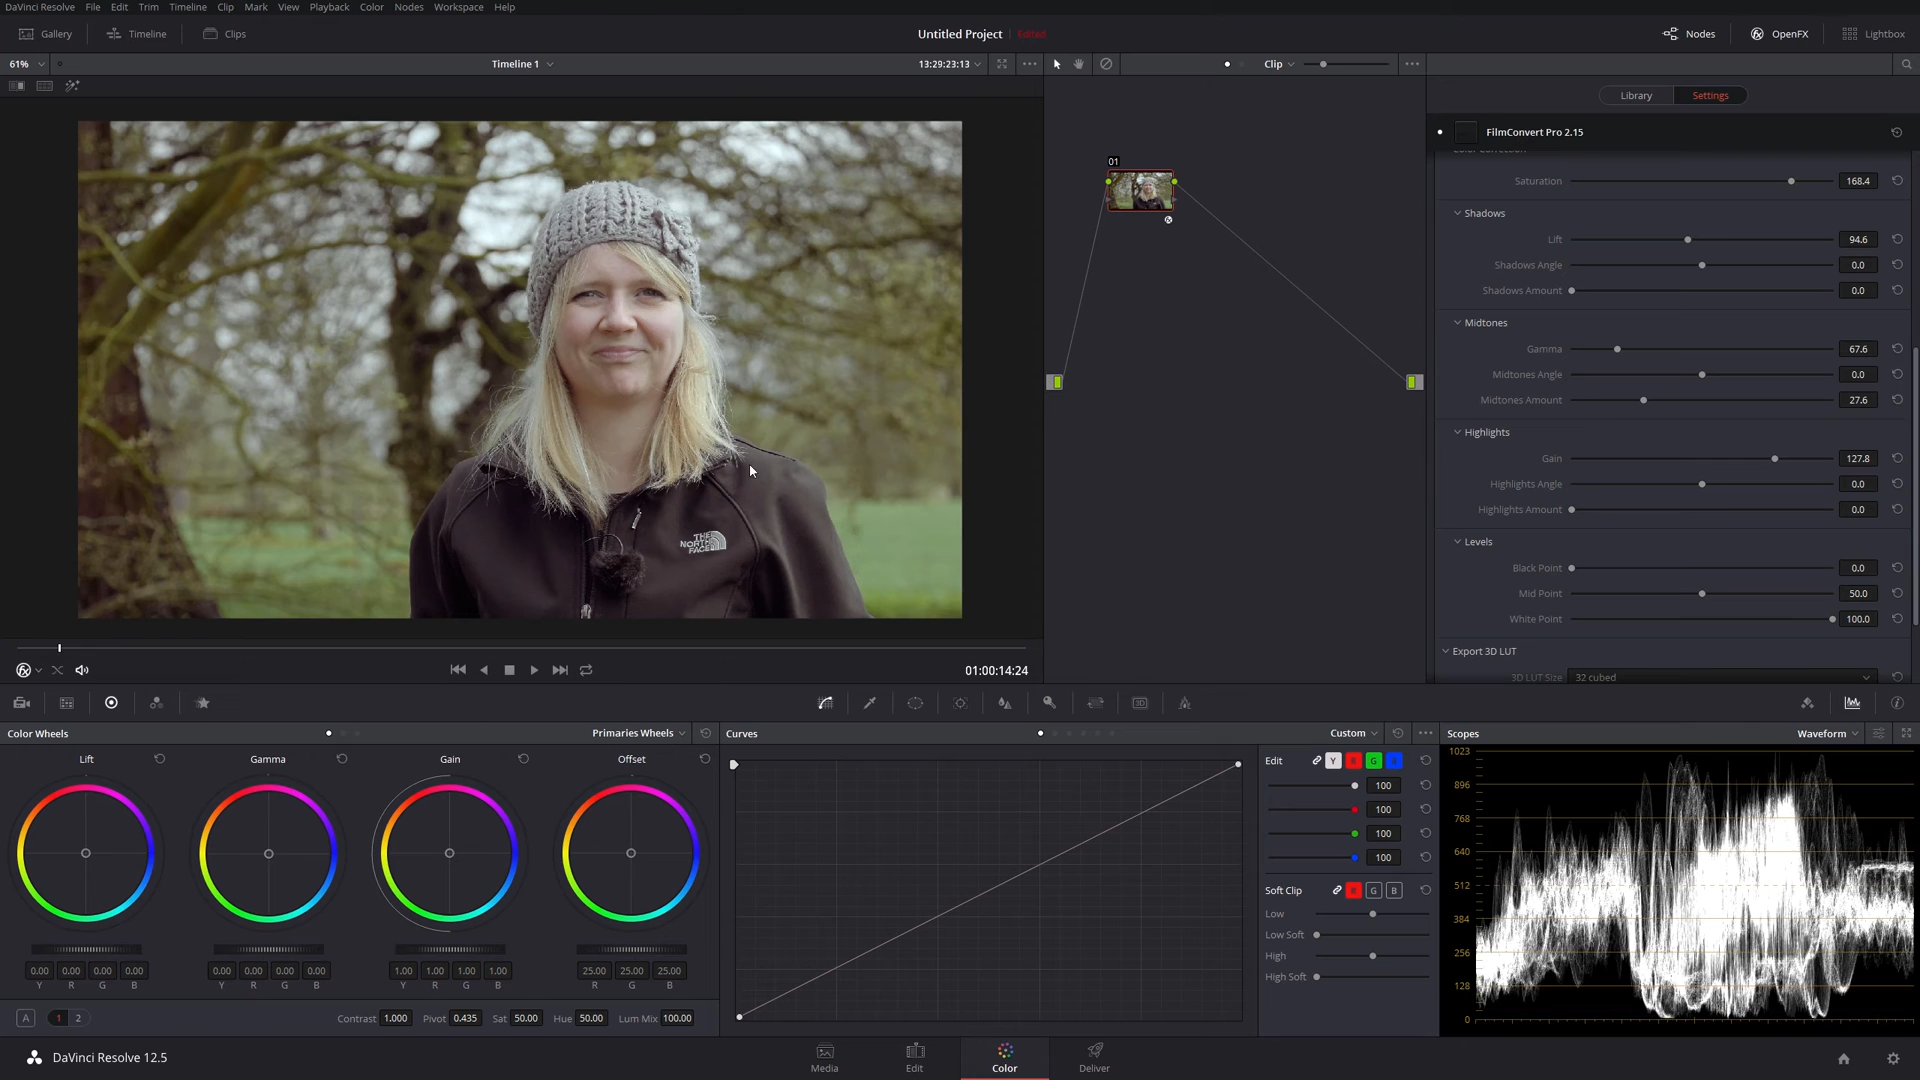 DaVinci Resolve File Edit Trim Timeline Clip Mark View Playback Color Nodes Workspace Help
Gallery Timeline Clips Untitled Project Edited Nodes OpenFX Lightbox
61% Timeline 1 13:29:23:13 Clip
Library Settings
FilmConvert Pro 2.15
Color Correction
Saturation 168.4
Shadows
Lift 94.6
Shadows Angle 0.0
Shadows Amount 0.0
Midtones
Gamma 67.6
Midtones Angle 0.0
Midtones Amount 27.6
Highlights
Gain 127.8
Highlights Angle 0.0
Highlights Amount 0.0
Levels
Black Point 0.0
Mid Point 50.0
White Point 100.0
Export 3D LUT
3D LUT Size 32 cubed
01
THE
NORTH
FACE
01:00:14:24
3D
Color Wheels Primaries Wheels
Lift Gamma Gain Offset
0.00 0.00 0.00 0.00 0.00 0.00 0.00 0.00 1.00 1.00 1.00 1.00 25.00 25.00 25.00
Y R G B Y R G B Y R G B R G B
A 1 2 Contrast 1.000 Pivot 0.435 Sat 50.00 Hue 50.00 Lum Mix 100.00
Curves Custom
Edit Y R G B
100
100
100
100
Soft Clip R G B
Low
Low Soft
High
High Soft
Scopes Waveform
1023
896
768
640
512
384
256
128
0
DaVinci Resolve 12.5
Media Edit Color Deliver